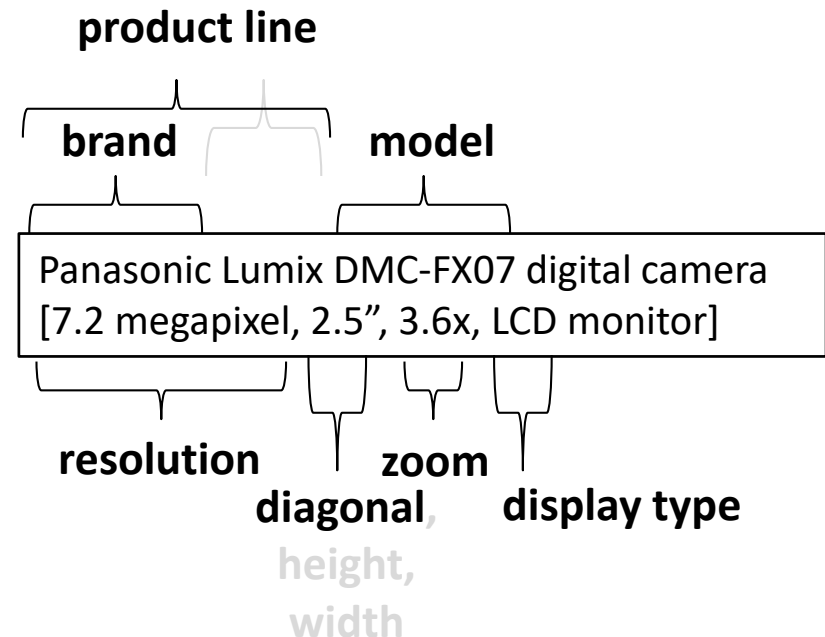 product line
brand model
Panasonic Lumix DMC-FX07 digital camera
[7.2 megapixel, 2.5”, 3.6x, LCD monitor]
resolution zoom
diagonal, display type
height,
width